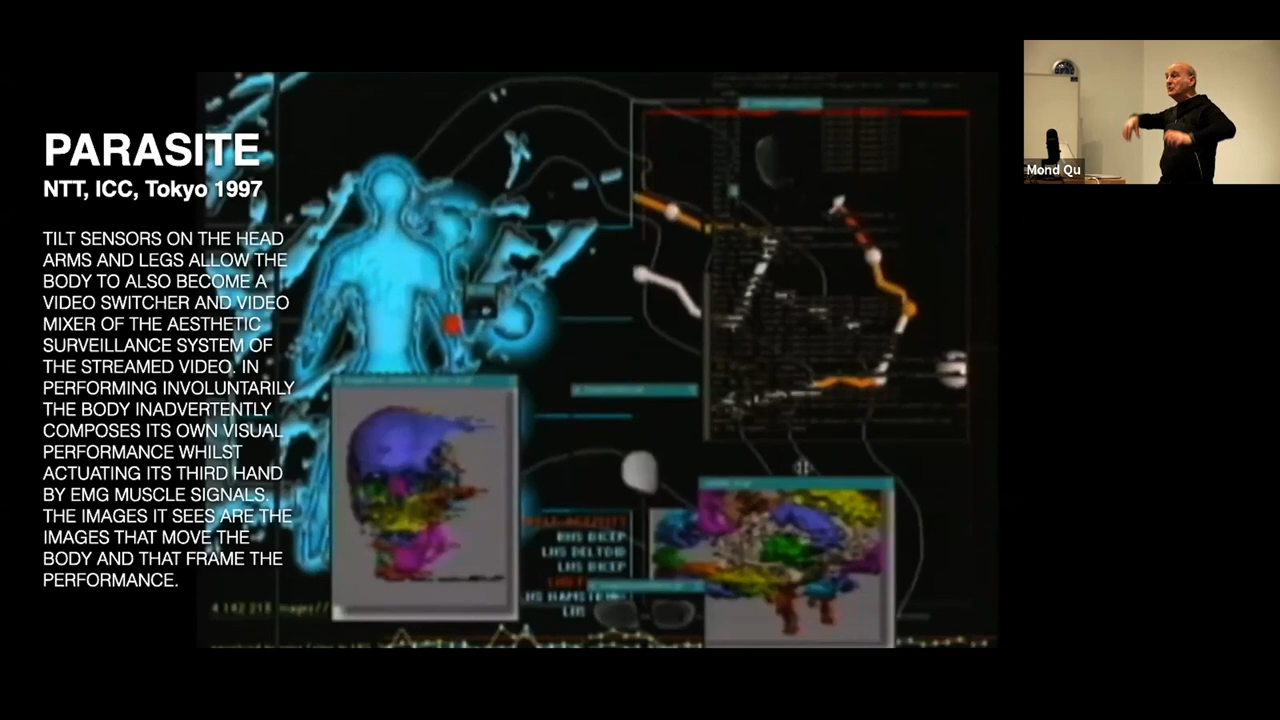 PARASITE
NTT, ICC, Tokyo 1997
TILT SENSORS ON THE HEAD
ARMS AND LEGS ALLOW THE
BODY TO ALSO BECOME A
VIDEO SWITCHER AND VIDEO
MIXER OF THE AESTHETIC
SURVEILLANCE SYSTEM OF
THE STREAMED VIDEO. IN
PERFORMING INVOLUNTARILY
THE BODY INADVERTENTLY
COMPOSES ITS OWN VISUAL
PERFORMANCE WHILST
ACTUATING ITS THIRD HAND
BY EMG MUSCLE SIGNALS.
THE IMAGES IT SEES ARE THE
IMAGES THAT MOVE THE
BODY AND THAT FRAME THE
PERFORMANCE.
RHS BICEP
LHS DELTOID
LHS BICEP
LHS
Mond Qu